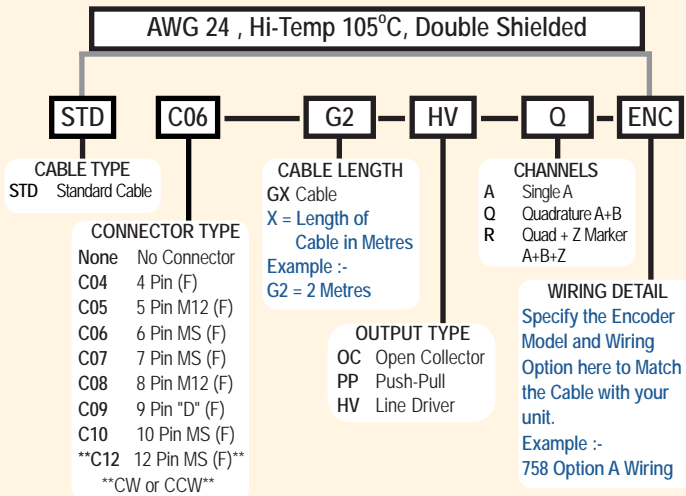 AWG 24 , Hi-Temp 105°C, Double Shielded
STD C06 G2 HV Q ENC
CABLE TYPE
STD Standard Cable
CONNECTOR TYPE
None No Connector
C04 4 Pin (F)
C05 5 Pin M12 (F)
C06 6 Pin MS (F)
C07 7 Pin MS (F)
C08 8 Pin M12 (F)
C09 9 Pin "D" (F)
C10 10 Pin MS (F)
**C12 12 Pin MS (F)**
**CW or CCW**
CABLE LENGTH
GX Cable
X = Length of
Cable in Metres
Example :-
G2 = 2 Metres
OUTPUT TYPE
OC Open Collector
PP Push-Pull
HV Line Driver
CHANNELS
A Single A
Q Quadrature A+B
R Quad + Z Marker
A+B+Z
WIRING DETAIL
Specify the Encoder
Model and Wiring
Option here to Match
the Cable with your
unit.
Example :-
758 Option A Wiring